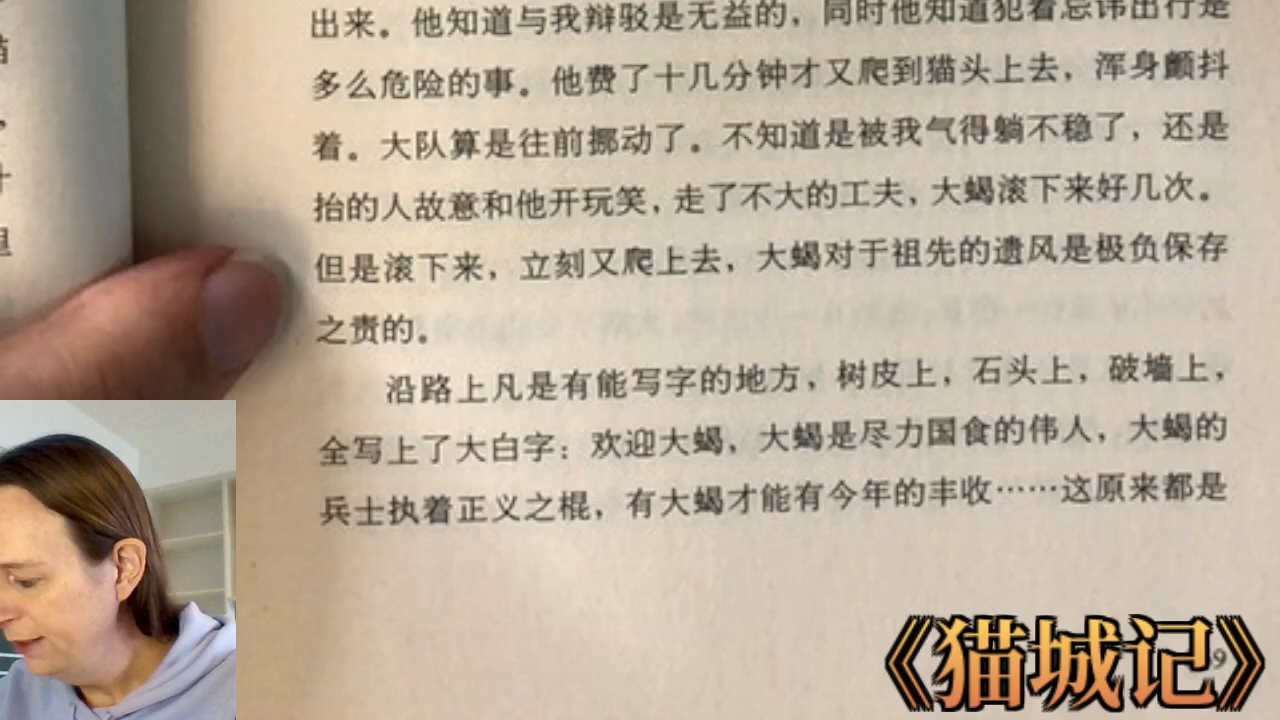 出来。他知道与我辩驳是无益的，同时他知道犯着忌讳出行是
多么危险的事。他费了十几分钟才又爬到猫头上去，浑身颤抖
着。大队算是往前挪动了。不知道是被我气得躺不稳了，还是
抬的人故意和他开玩笑，走了不大的工夫，大蝎滚下来好几次。
但是滚下来，立刻又爬上去，大蝎对于祖先的遗风是极负保存
之责的。
沿路上凡是有能写字的地方，树皮上，石头上，破墙上，
全写上了大白字：欢迎大蝎，大蝎是尽力国食的伟人，大蝎的
兵士执着正义之棍，有大蝎才能有今年的丰收……这原来都是
《猫城记》
9